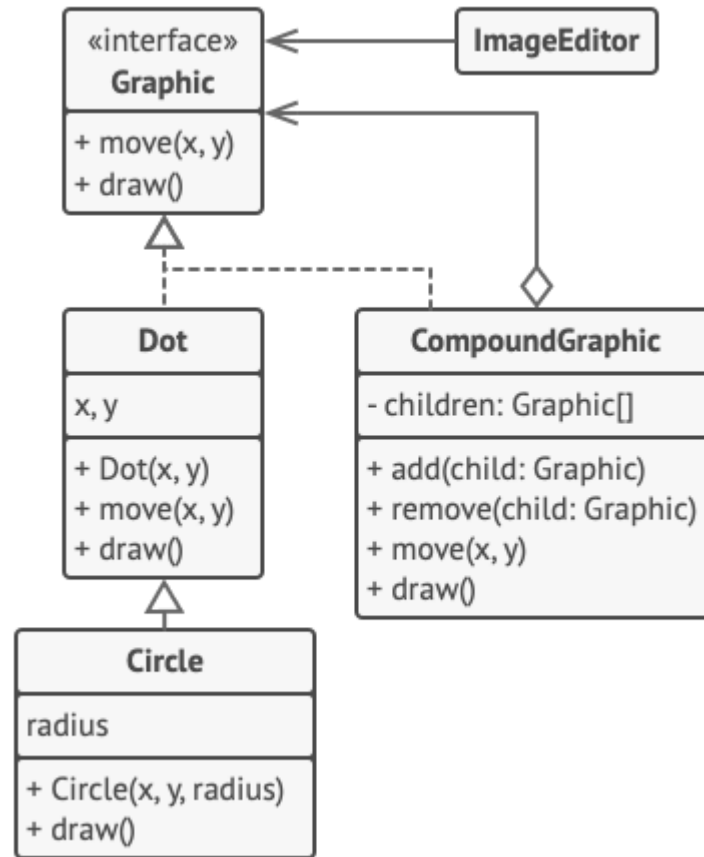 «interface»
Graphic
+ move(x, y)
+ draw()
ImageEditor
Dot
x, y
+ Dot(x, y)
+ move(x, y)
+ draw()
CompoundGraphic
- children: Graphic[]
+ add(child: Graphic)
+ remove(child: Graphic)
+ move(x, y)
+ draw()
Circle
radius
+ Circle(x, y, radius)
+ draw()